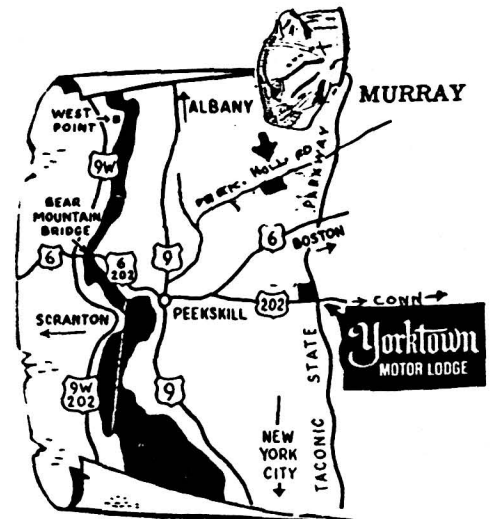 MURRAY
ALBANY
WEST
POINT
9W
PEEK. HOLL RD
PARKWAY
BEAR
MOUNTAIN
BRIDGE
6
6
202
9
6
BOSTON
PEEKSKILL
202
CONN
SCRANTON
Yorktown
MOTOR LODGE
9W
202
9
STATE
NEW
YORK
CITY
TACONIC